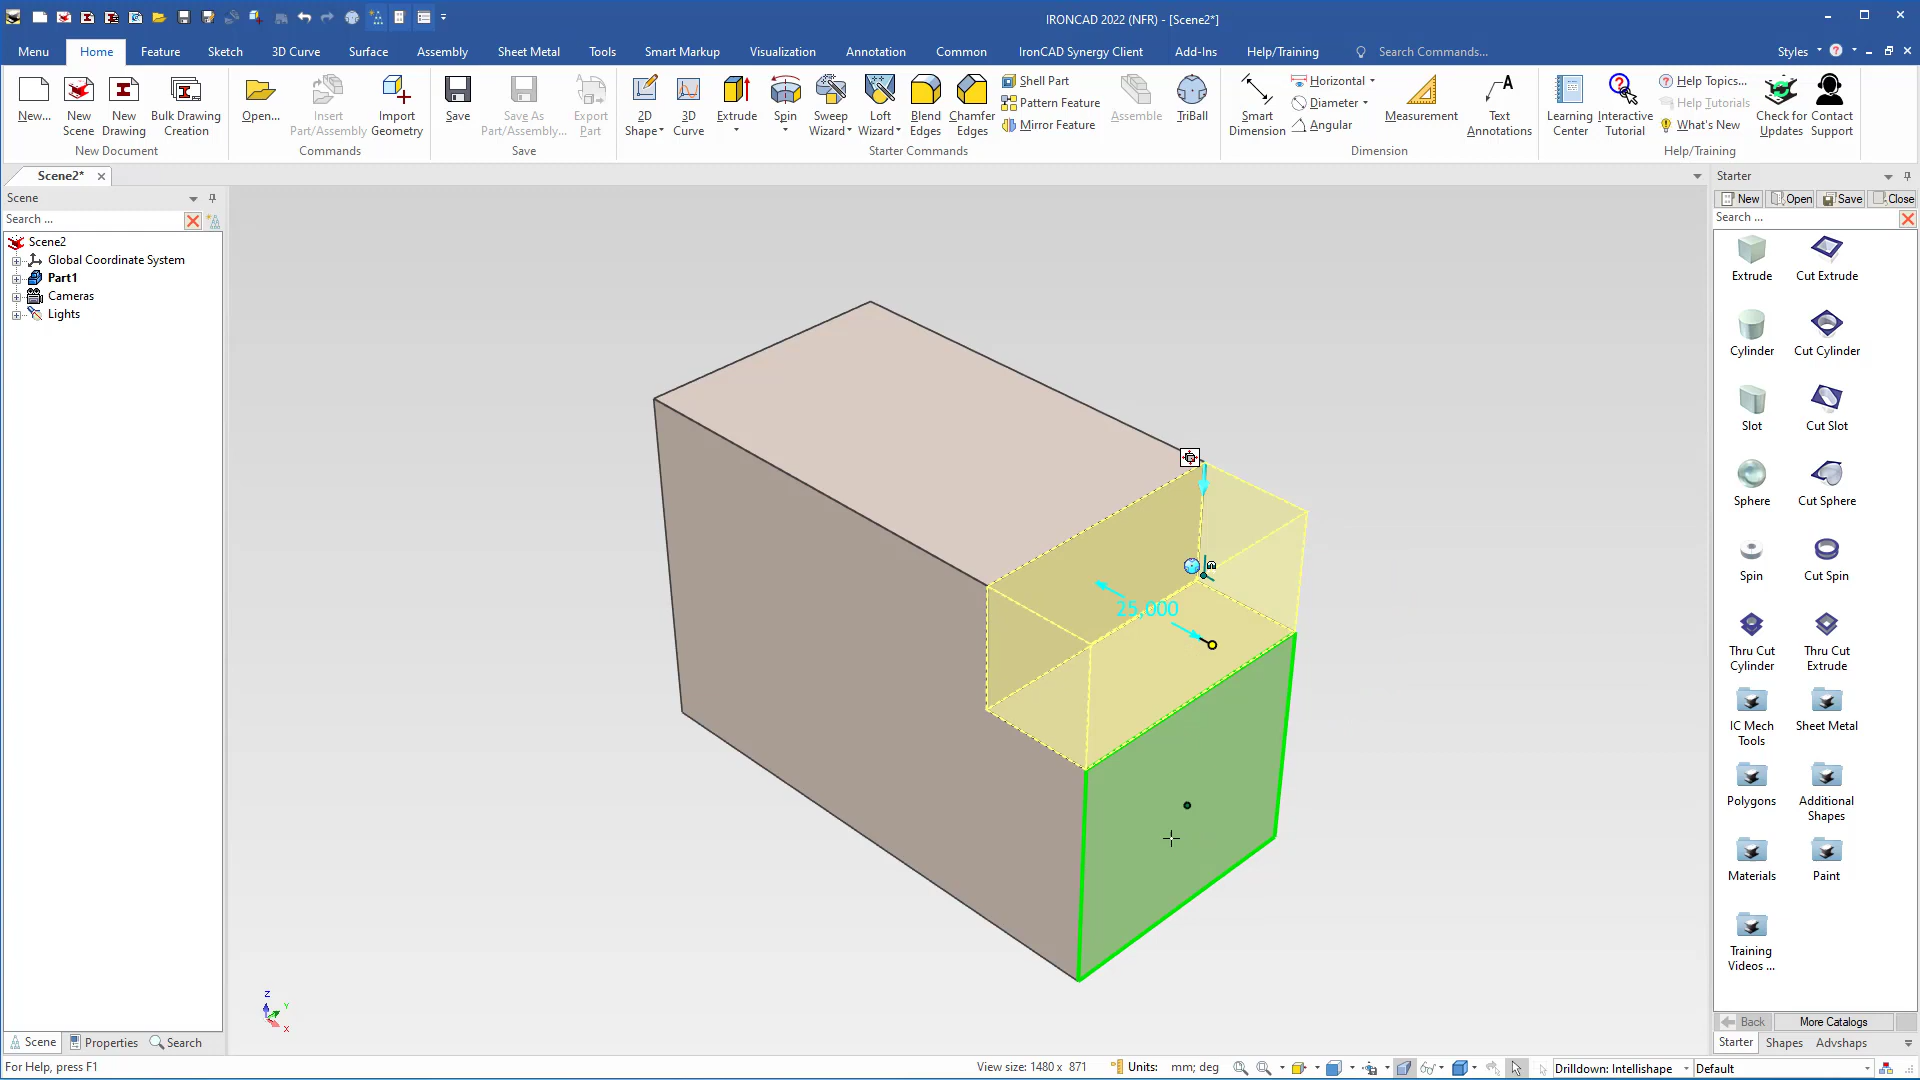 IRONCAD 2022 (NFR) - [Scene2*]
Menu Home Feature Sketch 3D Curve Surface Assembly Sheet Metal Tools Smart Markup Visualization Annotation Common IronCAD Synergy Client Add-Ins Help/Training Search Commands... Styles
New... New Scene New Drawing Bulk Drawing Creation
New Document
Open... Insert Part/Assembly Import Geometry
Commands
Save Save As Part/Assembly... Export Part
Save
2D Shape 3D Curve Extrude Spin Sweep Wizard Loft Wizard Blend Edges Chamfer Edges
Shell Part
Pattern Feature
Mirror Feature
Assemble TriBall
Starter Commands
Smart Dimension
Horizontal
Diameter
Angular
Measurement Text Annotations
Dimension
Learning Center Interactive Tutorial
Help Topics...
Help Tutorials
What's New
Check for Updates Contact Support
Help/Training
Scene2*
Scene
Search ...
Scene2
Global Coordinate System
Part1
Cameras
Lights
25,000
Z
Y
X
Starter
New Open Save Close
Search ...
Extrude Cut Extrude
Cylinder Cut Cylinder
Slot Cut Slot
Sphere Cut Sphere
Spin Cut Spin
Thru Cut Cylinder Thru Cut Extrude
IC Mech Tools Sheet Metal
Polygons Additional Shapes
Materials Paint
Training Videos ...
Back More Catalogs
Starter Shapes Advshaps
Scene Properties Search
For Help, press F1
View size: 1480 x 871 Units: mm; deg Drilldown: Intellishape Default